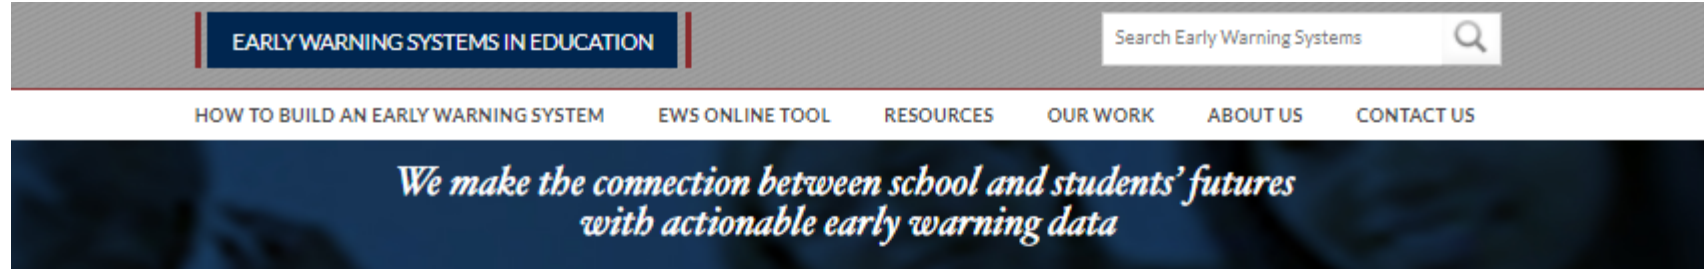 EARLY WARNING SYSTEMS IN EDUCATION
Search Early Warning Systems
HOW TO BUILD AN EARLY WARNING SYSTEM EWS ONLINE TOOL RESOURCES OUR WORK ABOUT US CONTACT US
We make the connection between school and students’ futures
with actionable early warning data